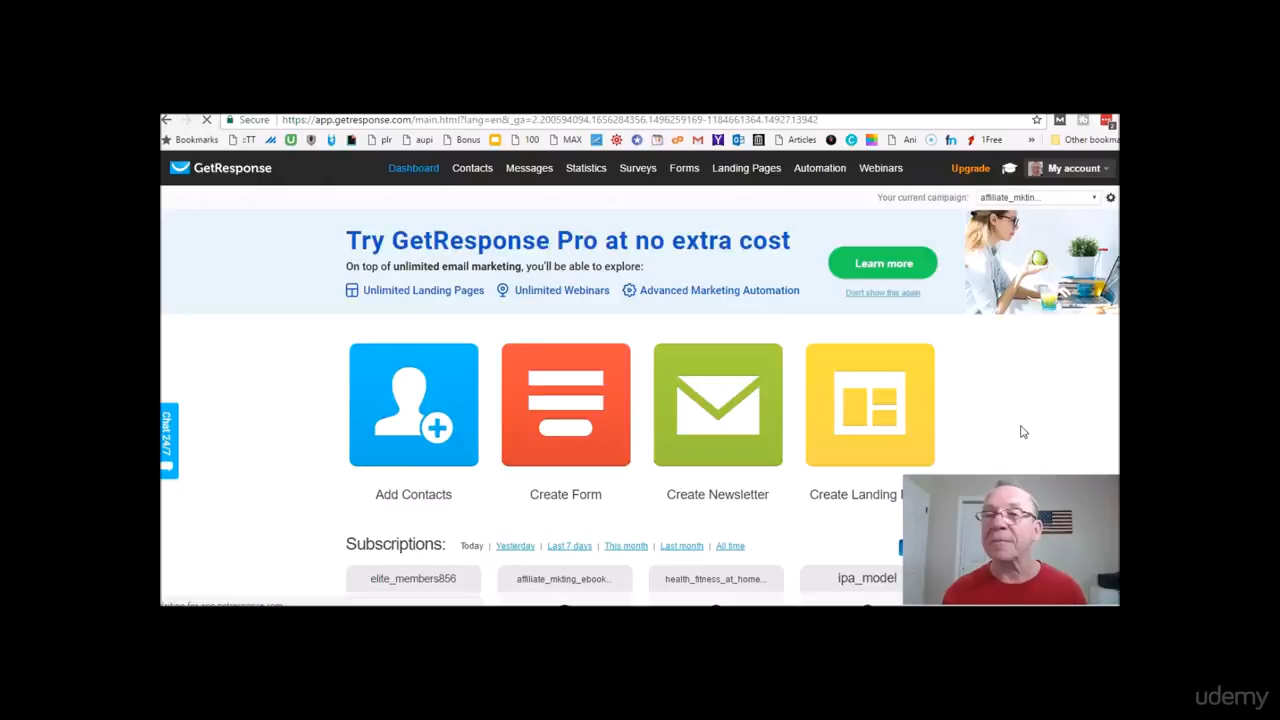 Secure https://app.getresponse.com/main.html?lang=en&_ga=2.200594094.1656284356.1496259169-1184661364.1492713942
Bookmarks ::TT plr aupi Bonus 100 MAX Articles Ani 1Free » Other bookma
GetResponse Dashboard Contacts Messages Statistics Surveys Forms Landing Pages Automation Webinars Upgrade My account
Your current campaign: affiliate_mktin...
Try GetResponse Pro at no extra cost
On top of unlimited email marketing, you'll be able to explore:
Learn more
Unlimited Landing Pages Unlimited Webinars Advanced Marketing Automation
Don't show this again
Chat 24/7
Add Contacts Create Form Create Newsletter Create Landing
Subscriptions: Today | Yesterday | Last 7 days | This month | Last month | All time
elite_members856 affiliate_mkting_ebook... health_fitness_at_home... ipa_model
udemy